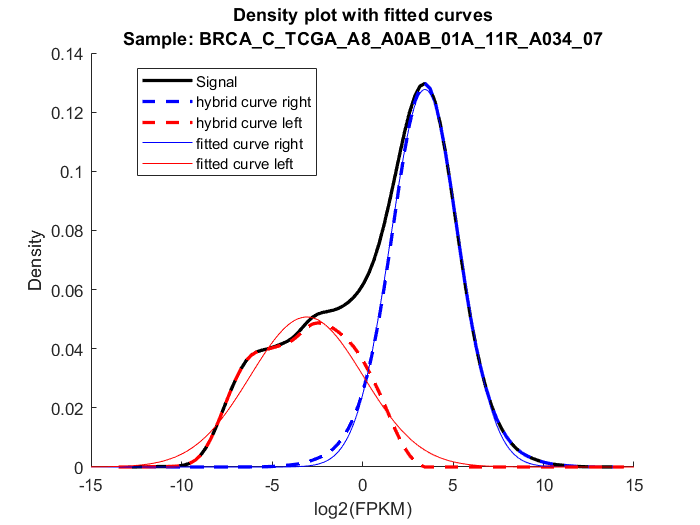 Density plot with fitted curves
Sample: BRCA_C_TCGA_A8_A0AB_01A_11R_A034_07
0.14
0.12
0.1
0.08
0.06
0.04
0.02
0
Density
Signal
hybrid curve right
hybrid curve left
fitted curve right
fitted curve left
-15 -10 -5 0 5 10 15
log2(FPKM)